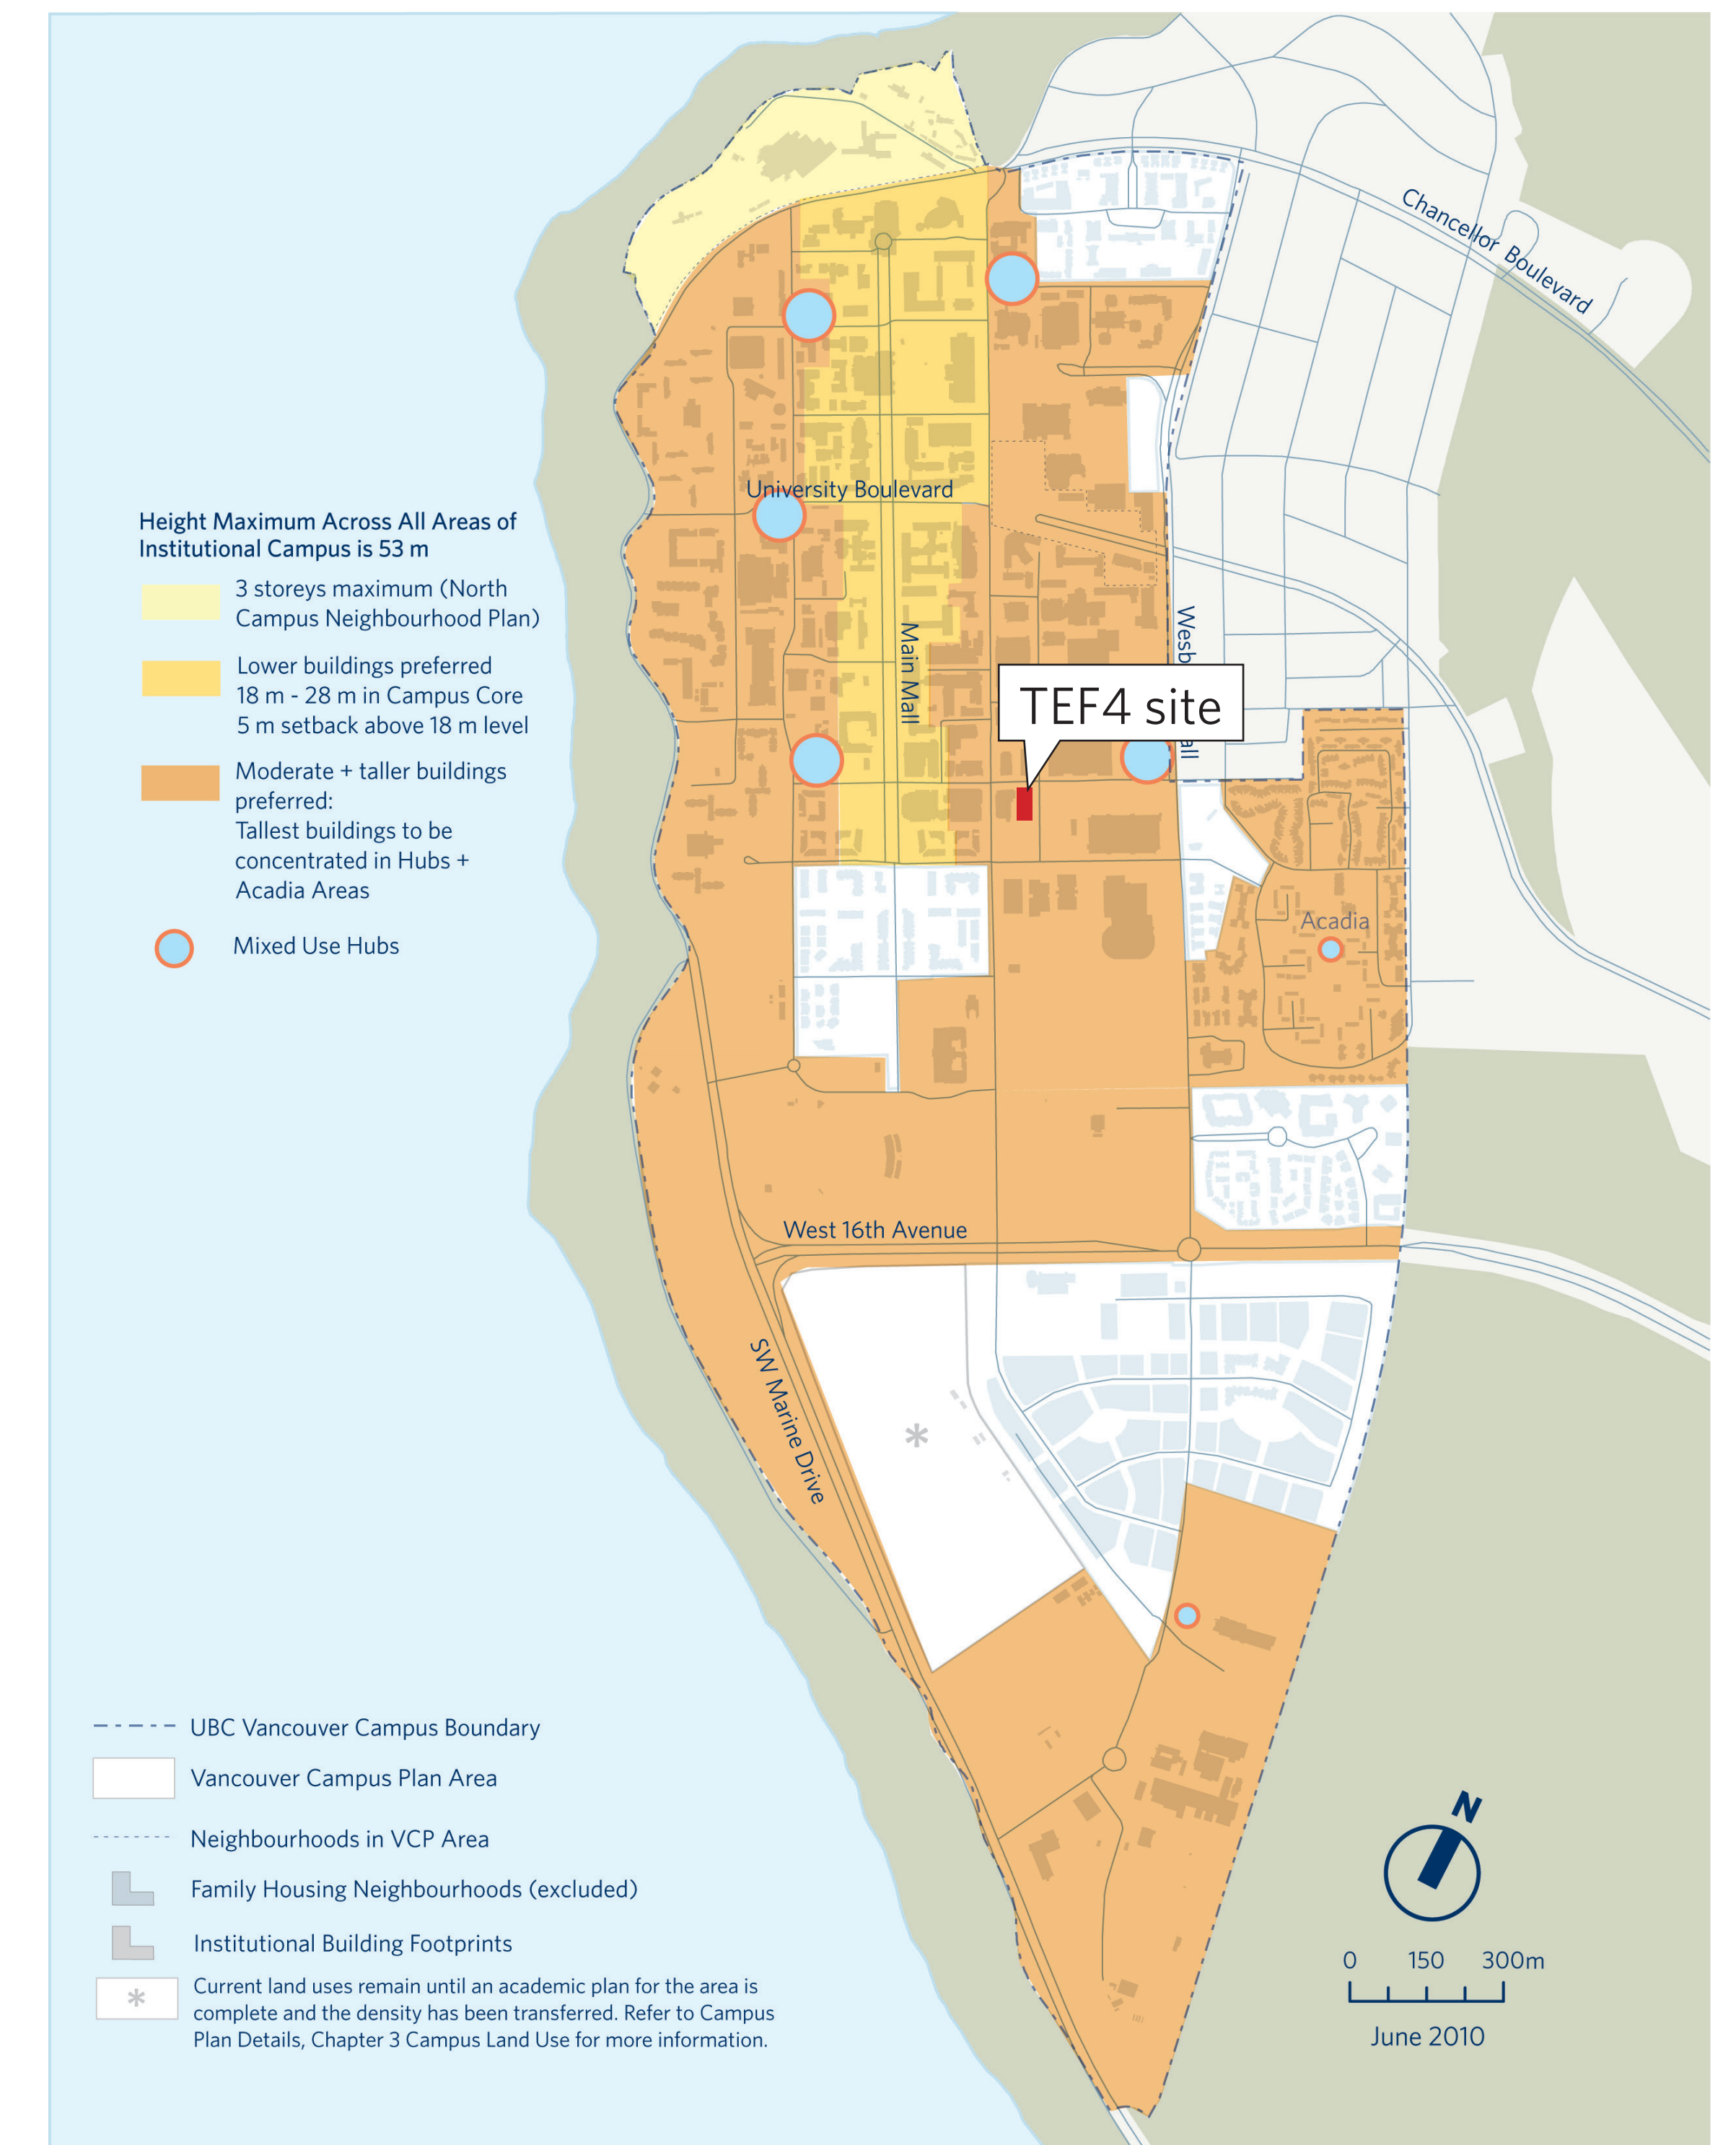 Chancellor Boulevard
University Boulevard
Height Maximum Across All Areas of
Institutional Campus is 53 m
3 storeys maximum (North
Campus Neighbourhood Plan)
Lower buildings preferred
18 m - 28 m in Campus Core
5 m setback above 18 m level
Moderate + taller buildings
preferred:
Tallest buildings to be
concentrated in Hubs +
Acadia Areas
Mixed Use Hubs
Main Mall
TEF4 site
Acadia
West 16th Avenue
SW Marine Drive
*
UBC Vancouver Campus Boundary
Vancouver Campus Plan Area
Neighbourhoods in VCP Area
Family Housing Neighbourhoods (excluded)
Institutional Building Footprints
* Current land uses remain until an academic plan for the area is
complete and the density has been transferred. Refer to Campus
Plan Details, Chapter 3 Campus Land Use for more information.
N
0 150 300m
June 2010